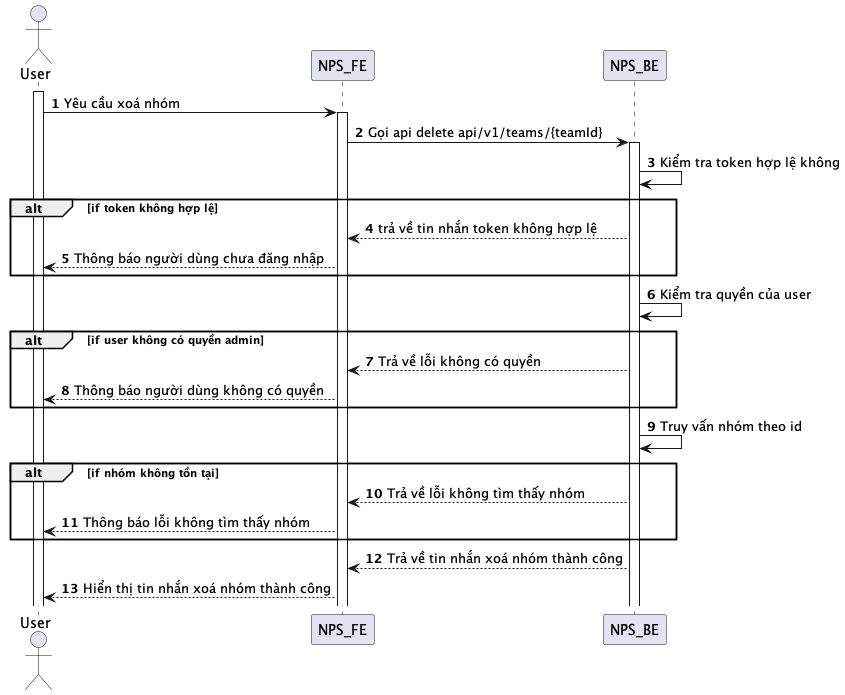 User
NPS_FE
NPS_BE
1 Yêu cầu xoá nhóm
2 Gọi api delete api/v1/teams/{teamId}
3 Kiểm tra token hợp lệ không
alt [if token không hợp lệ]
4 trả về tin nhắn token không hợp lệ
5 Thông báo người dùng chưa đăng nhập
6 Kiểm tra quyền của user
alt [if user không có quyền admin]
7 Trả về lỗi không có quyền
8 Thông báo người dùng không có quyền
9 Truy vấn nhóm theo id
alt [if nhóm không tồn tại]
10 Trả về lỗi không tìm thấy nhóm
11 Thông báo lỗi không tìm thấy nhóm
12 Trả về tin nhắn xoá nhóm thành công
13 Hiển thị tin nhắn xoá nhóm thành công
User
NPS_FE
NPS_BE